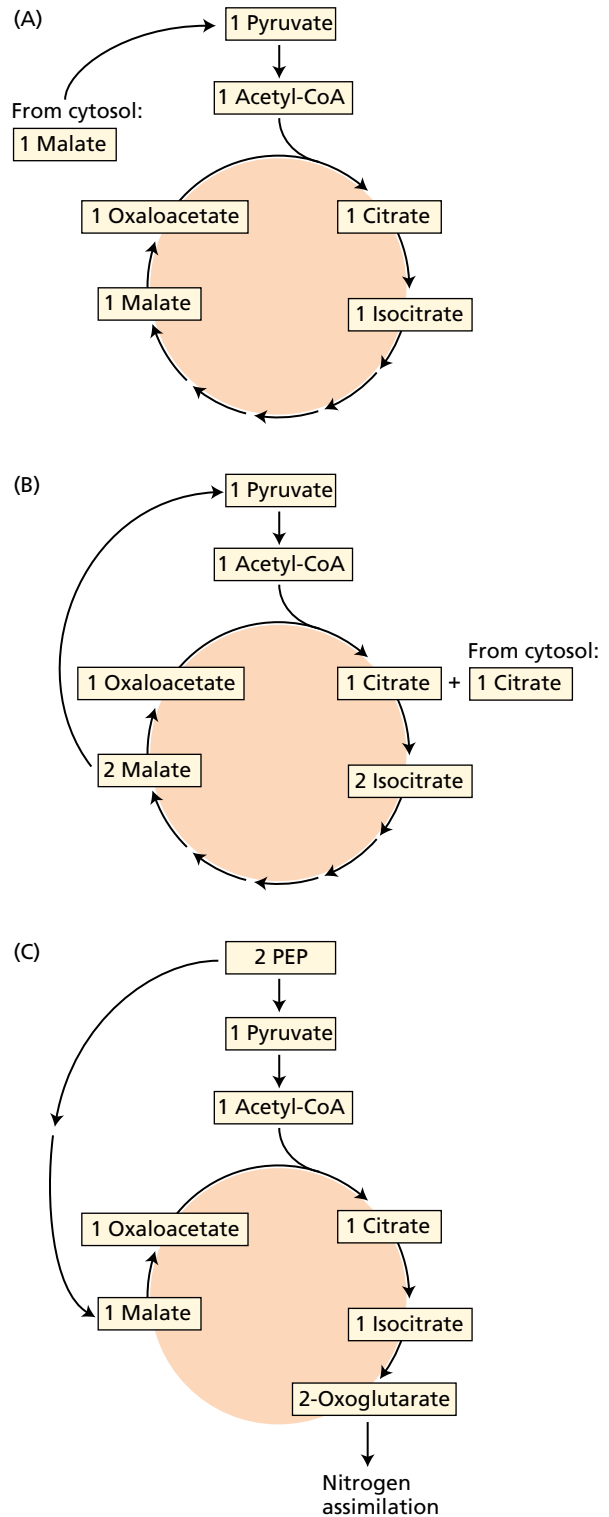 (A)
1 Pyruvate
1 Acetyl-CoA
From cytosol:
1 Malate
1 Oxaloacetate
1 Citrate
1 Malate
1 Isocitrate
(B)
1 Pyruvate
1 Acetyl-CoA
From cytosol:
1 Oxaloacetate
1 Citrate + 1 Citrate
2 Malate
2 Isocitrate
(C)
2 PEP
1 Pyruvate
1 Acetyl-CoA
1 Oxaloacetate
1 Citrate
1 Malate
1 Isocitrate
2-Oxoglutarate
Nitrogen
assimilation